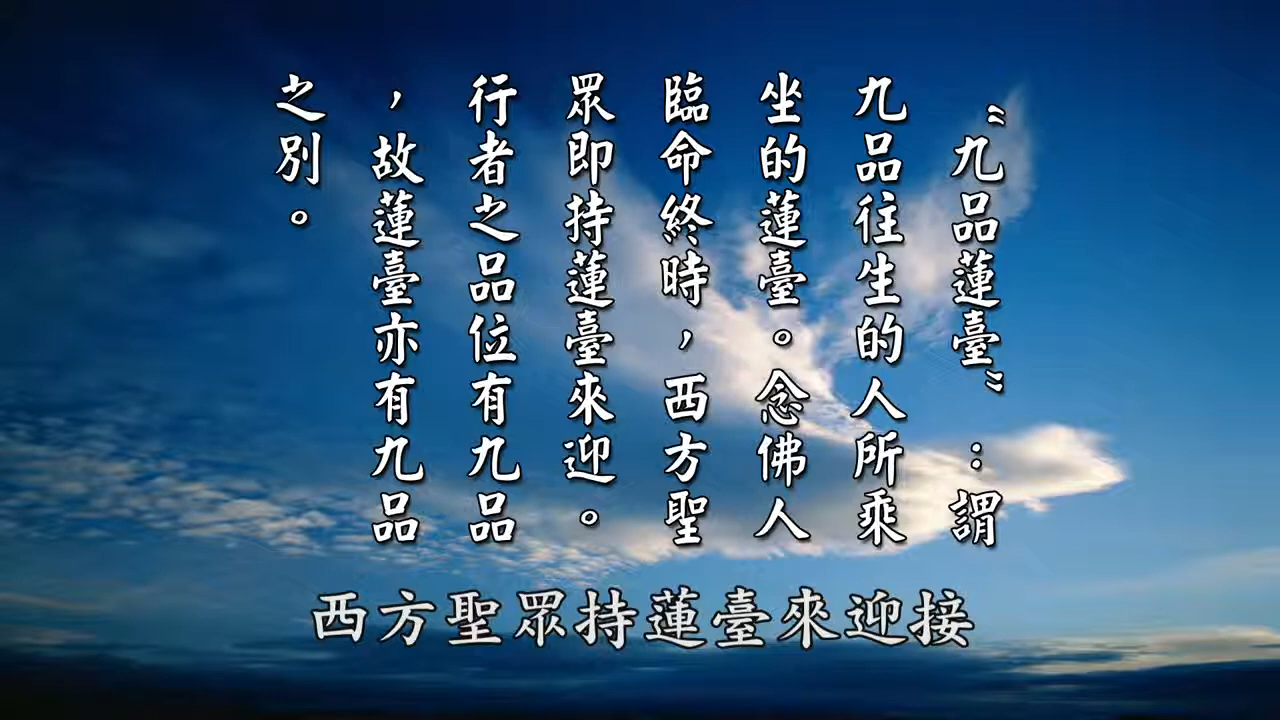 〝九品蓮臺〞：謂
九品往生的人所乘
坐的蓮臺。念佛人
臨命終時，西方聖
眾即持蓮臺來迎。
行者之品位有九品
，故蓮臺亦有九品
之別。
西方聖眾持蓮臺來迎接